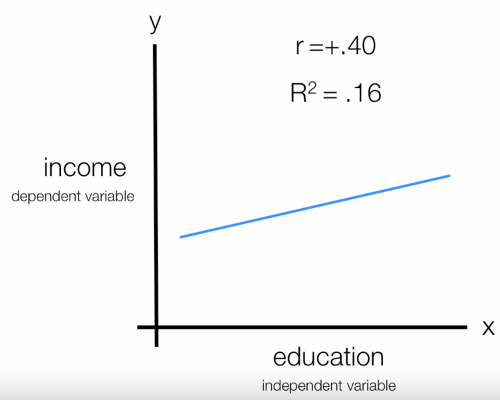 y
r =+.40
R² = .16
income
dependent variable
x
education
independent variable